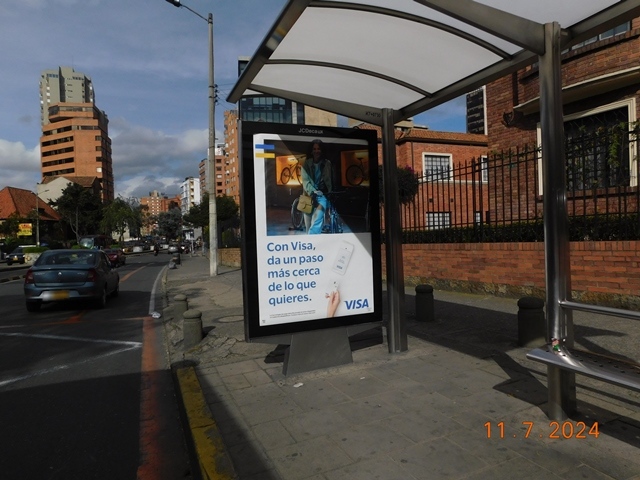 JCDecaux
Con Visa,
da un paso
más cerca
de lo que
quieres.
VISA
11. 7. 2024